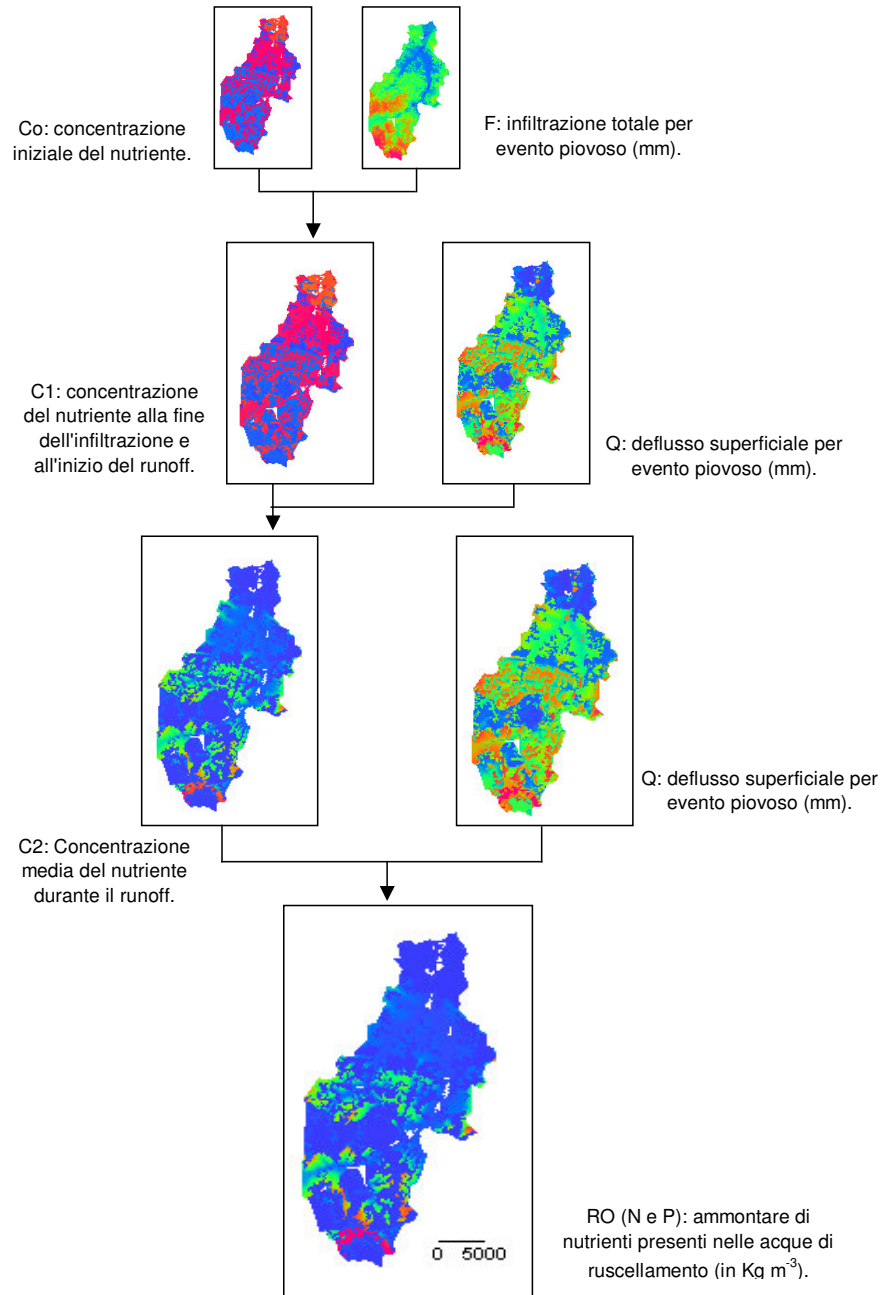 Co: concentrazione
iniziale del nutriente.
F: infiltrazione totale per
evento piovoso (mm).
C1: concentrazione
del nutriente alla fine
dell'infiltrazione e
all'inizio del runoff.
Q: deflusso superficiale per
evento piovoso (mm).
Q: deflusso superficiale per
evento piovoso (mm).
C2: Concentrazione
media del nutriente
durante il runoff.
RO (N e P): ammontare di
nutrienti presenti nelle acque di
ruscellamento (in Kg m⁻³).
0 5000